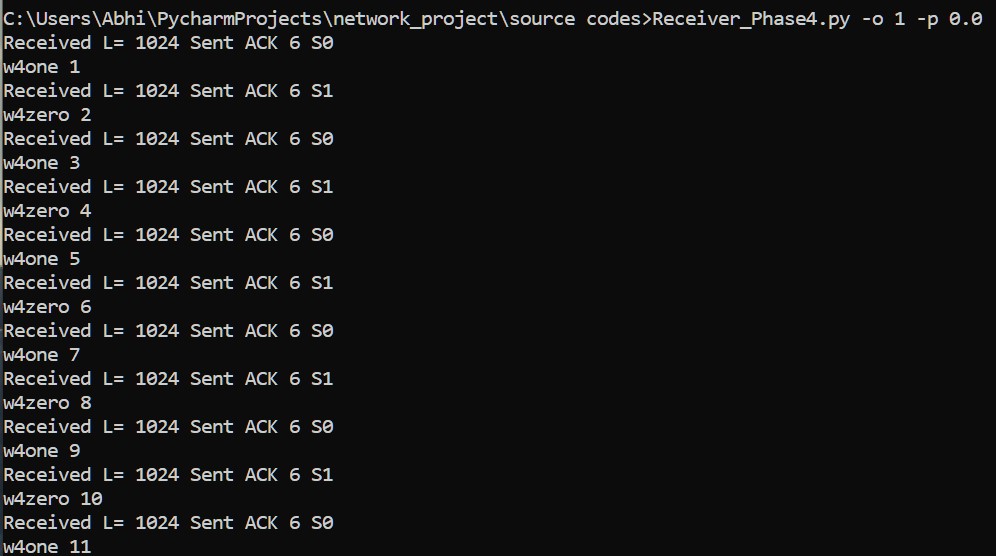 C:\Users\Abhi\PycharmProjects\network_project\source codes>Receiver_Phase4.py -o 1 -p 0.0
Received L= 1024 Sent ACK 6 S0
w4one 1
Received L= 1024 Sent ACK 6 S1
w4zero 2
Received L= 1024 Sent ACK 6 S0
w4one 3
Received L= 1024 Sent ACK 6 S1
w4zero 4
Received L= 1024 Sent ACK 6 S0
w4one 5
Received L= 1024 Sent ACK 6 S1
w4zero 6
Received L= 1024 Sent ACK 6 S0
w4one 7
Received L= 1024 Sent ACK 6 S1
w4zero 8
Received L= 1024 Sent ACK 6 S0
w4one 9
Received L= 1024 Sent ACK 6 S1
w4zero 10
Received L= 1024 Sent ACK 6 S0
w4one 11